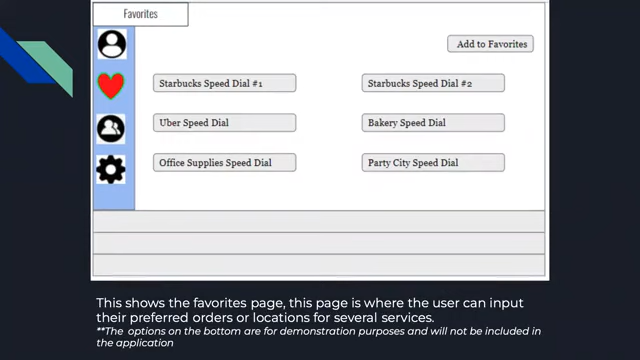 Favorites
Add to Favorites
Starbucks Speed Dial #1
Starbucks Speed Dial #2
Uber Speed Dial
Bakery Speed Dial
Office Supplies Speed Dial
Party City Speed Dial
This shows the favorites page, this page is where the user can input
their preferred orders or locations for several services.
**The options on the bottom are for demonstration purposes and will not be included in
the application